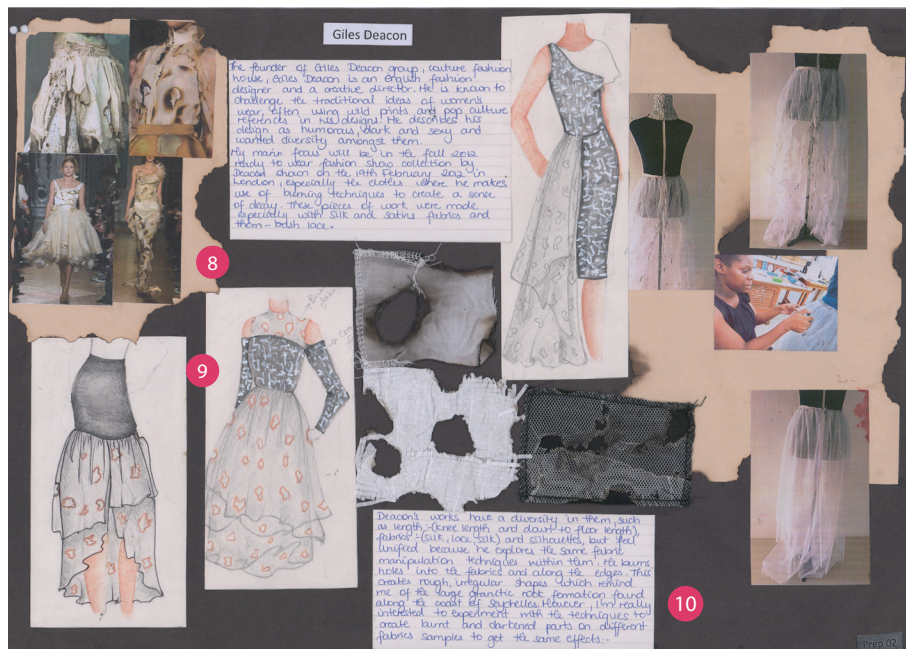 Giles Deacon
The founder of Giles Deacon group, couture fashion
house, Giles Deacon is an English fashion
designer and a creative director. He is known to
challenge the traditional ideas of women's
wear, often using wild prints and pop culture
references in his designs. He describes his
design as humorous, dark and sexy and
wanted diversity amongst them.
My main focus will be in the fall 2012
ready to wear fashion show collection by
Deacon shown on the 19th February 2012 in
London, especially the clothes where he makes
use of burning techniques to create a sense
of decay. These pieces of work were made
especially with silk and satins fabrics and
them - lace.
8
9
Deacon's works have a diversity in them, such
as length:- (knee length and down to floor length),
fabrics:- (silk, lace, silk) and silhouettes, but feel
unified because he explores the same fabric
manipulation techniques within them. He burns
holes into the fabrics and along the edges. This
creates rough, irregular shapes which remind
me of the large granitic rock formation found
along the coast of Seychelles. However, I'm really
interested to experiment with the techniques to
create burnt and darkened parts on different
fabrics samples to get the same effects:-
10
Prep 02